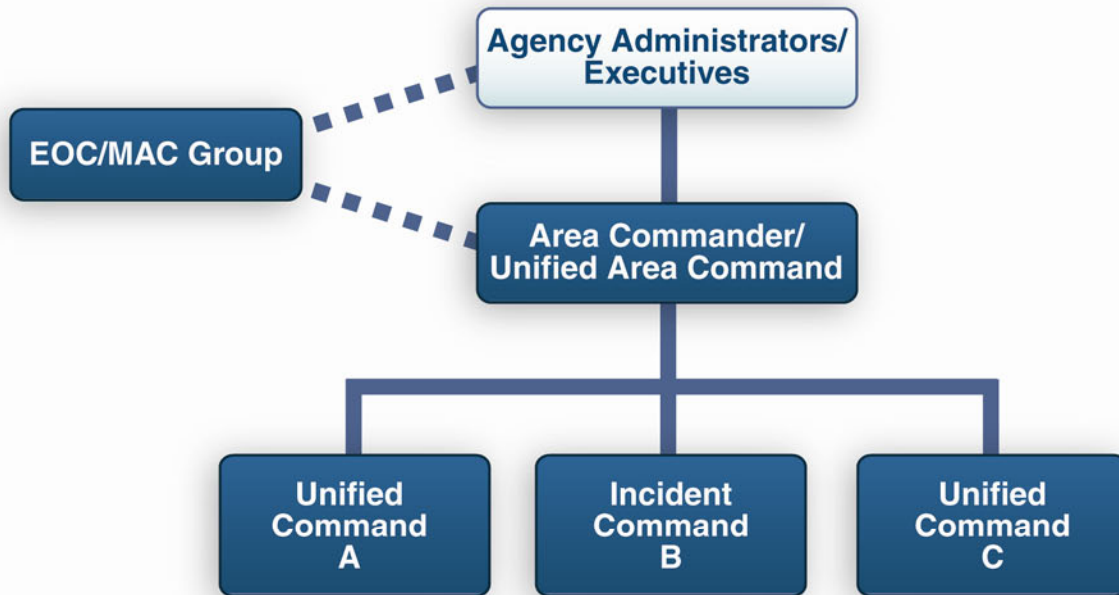 Agency Administrators/
Executives
EOC/MAC Group
Area Commander/
Unified Area Command
Unified
Command
A
Incident
Command
B
Unified
Command
C